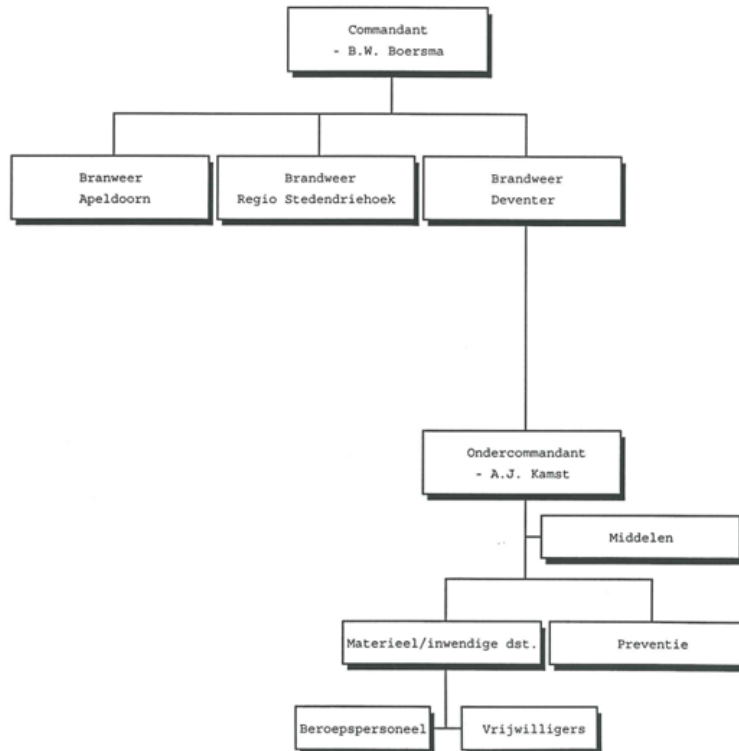 Commandant
- B.W. Boersma
Branweer
Apeldoorn
Brandweer
Regio Stedendriehoek
Brandweer
Deventer
Ondercommandant
- A.J. Kamst
Middelen
Materieel/inwendige dst.
Preventie
Beroepspersoneel
Vrijwilligers